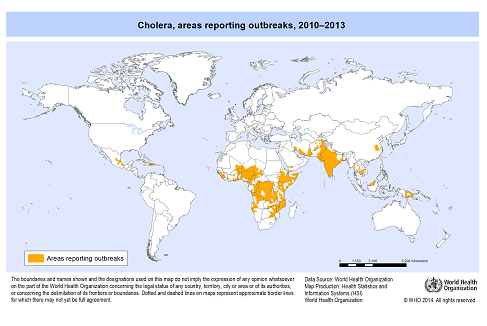 Cholera, areas reporting outbreaks, 2010–2013
Areas reporting outbreaks
The boundaries and names shown and the designations used on this map do not imply the expression of any opinion whatsoever
on the part of the World Health Organization concerning the legal status of any country, territory, city or area or of its authorities,
or concerning the delimitation of its frontiers or boundaries. Dotted and dashed lines on maps represent approximate border lines
for which there may not yet be full agreement.
Data Source: World Health Organization
Map Production: Health Statistics and
Information Systems (HSI)
World Health Organization
World Health
Organization
© WHO 2014. All rights reserved.